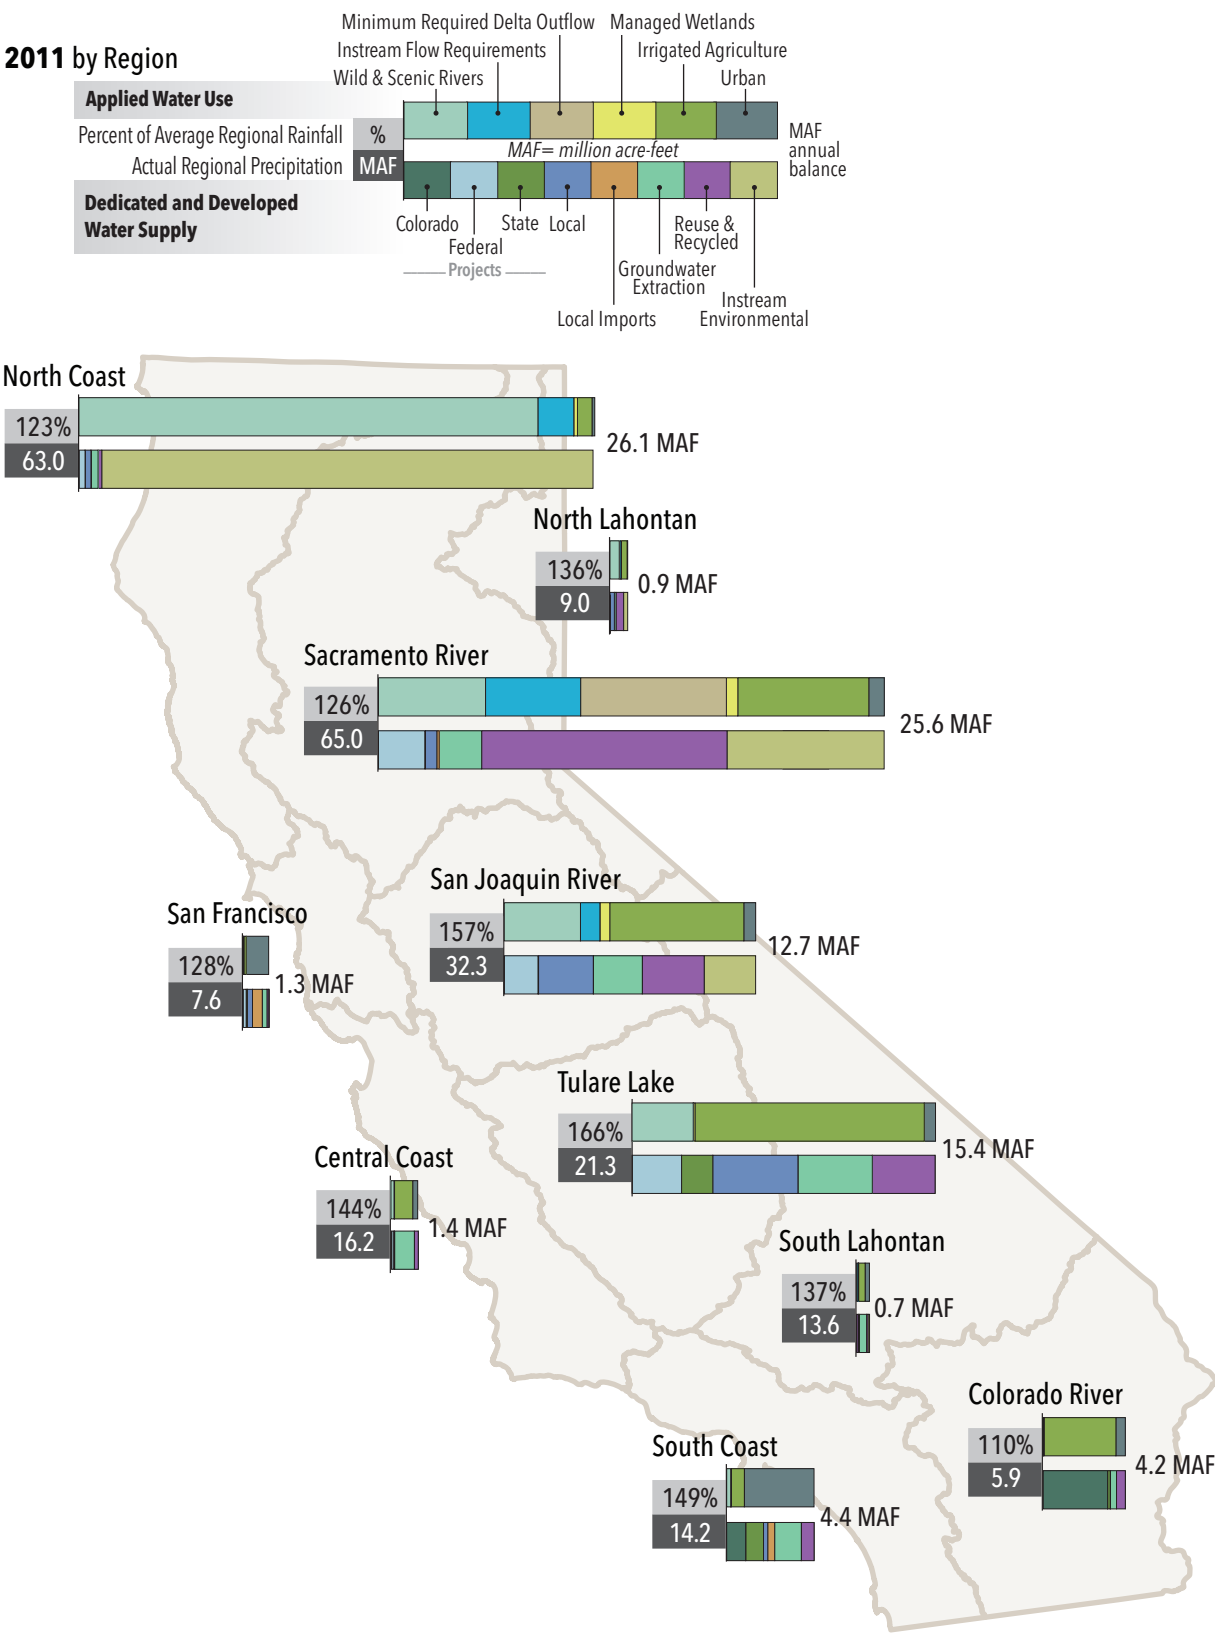 Minimum Required Delta Outflow
Managed Wetlands
Instream Flow Requirements
Irrigated Agriculture
2011 by Region
Wild & Scenic Rivers
Urban
Applied Water Use
Percent of Average Regional Rainfall
%
MAF= million acre-feet
MAF
annual
balance
Actual Regional Precipitation
MAF
Dedicated and Developed
Water Supply
Colorado
State
Local
Reuse &
Recycled
Federal
Projects
Groundwater
Extraction
Instream
Environmental
Local Imports
North Coast
123%
63.0
26.1 MAF
North Lahontan
136%
9.0
0.9 MAF
Sacramento River
126%
65.0
25.6 MAF
San Joaquin River
157%
32.3
12.7 MAF
San Francisco
128%
7.6
1.3 MAF
Tulare Lake
166%
21.3
15.4 MAF
Central Coast
144%
16.2
1.4 MAF
South Lahontan
137%
13.6
0.7 MAF
Colorado River
110%
5.9
4.2 MAF
South Coast
149%
14.2
4.4 MAF